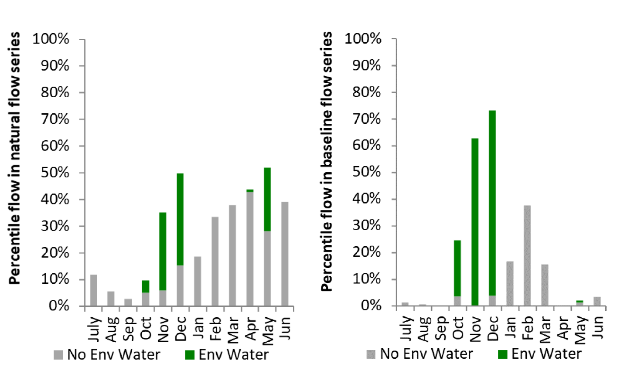 Percentile flow in natural flow series
100%
90%
80%
70%
60%
50%
40%
30%
20%
10%
0%
July
Aug
Sep
Oct
Nov
Dec
Jan
Feb
Mar
Apr
May
Jun
No Env Water
Env Water
Percentile flow in baseline flow series
100%
90%
80%
70%
60%
50%
40%
30%
20%
10%
0%
July
Aug
Sep
Oct
Nov
Dec
Jan
Feb
Mar
Apr
May
Jun
No Env Water
Env Water